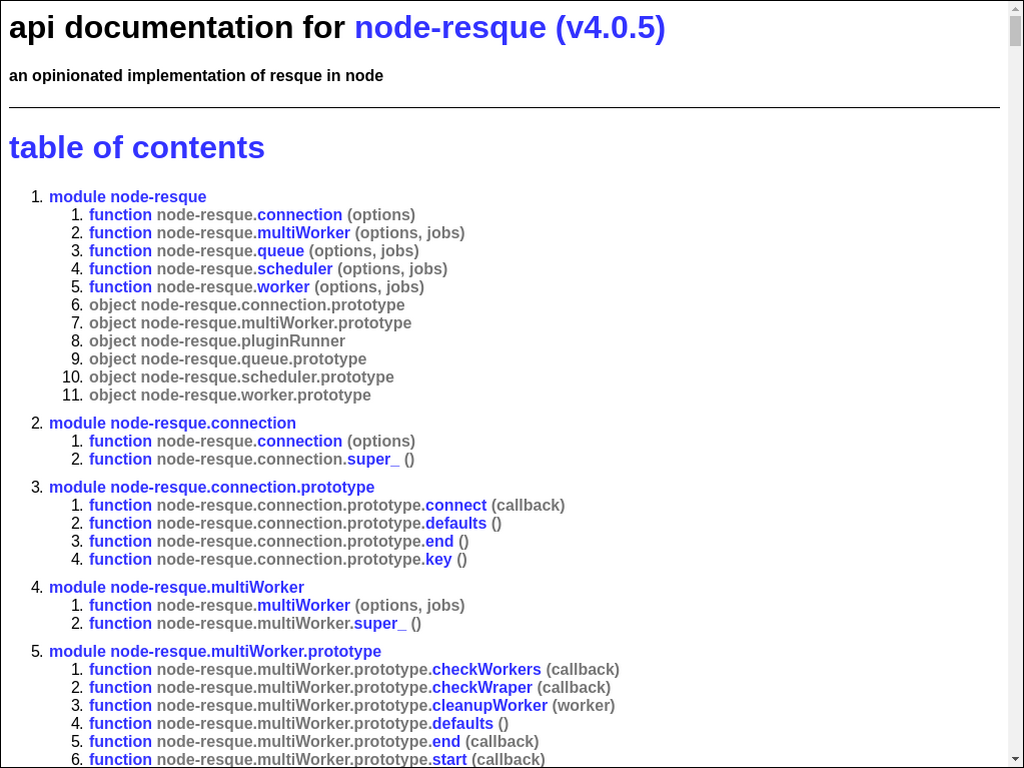 api documentation for node-resque (v4.0.5)
an opinionated implementation of resque in node
table of contents
1. module node-resque
1. function node-resque.connection (options)
2. function node-resque.multiWorker (options, jobs)
3. function node-resque.queue (options, jobs)
4. function node-resque.scheduler (options, jobs)
5. function node-resque.worker (options, jobs)
6. object node-resque.connection.prototype
7. object node-resque.multiWorker.prototype
8. object node-resque.pluginRunner
9. object node-resque.queue.prototype
10. object node-resque.scheduler.prototype
11. object node-resque.worker.prototype
2. module node-resque.connection
1. function node-resque.connection (options)
2. function node-resque.connection.super_ ()
3. module node-resque.connection.prototype
1. function node-resque.connection.prototype.connect (callback)
2. function node-resque.connection.prototype.defaults ()
3. function node-resque.connection.prototype.end ()
4. function node-resque.connection.prototype.key ()
4. module node-resque.multiWorker
1. function node-resque.multiWorker (options, jobs)
2. function node-resque.multiWorker.super_ ()
5. module node-resque.multiWorker.prototype
1. function node-resque.multiWorker.prototype.checkWorkers (callback)
2. function node-resque.multiWorker.prototype.checkWraper (callback)
3. function node-resque.multiWorker.prototype.cleanupWorker (worker)
4. function node-resque.multiWorker.prototype.defaults ()
5. function node-resque.multiWorker.prototype.end (callback)
6. function node-resque.multiWorker.prototype.start (callback)